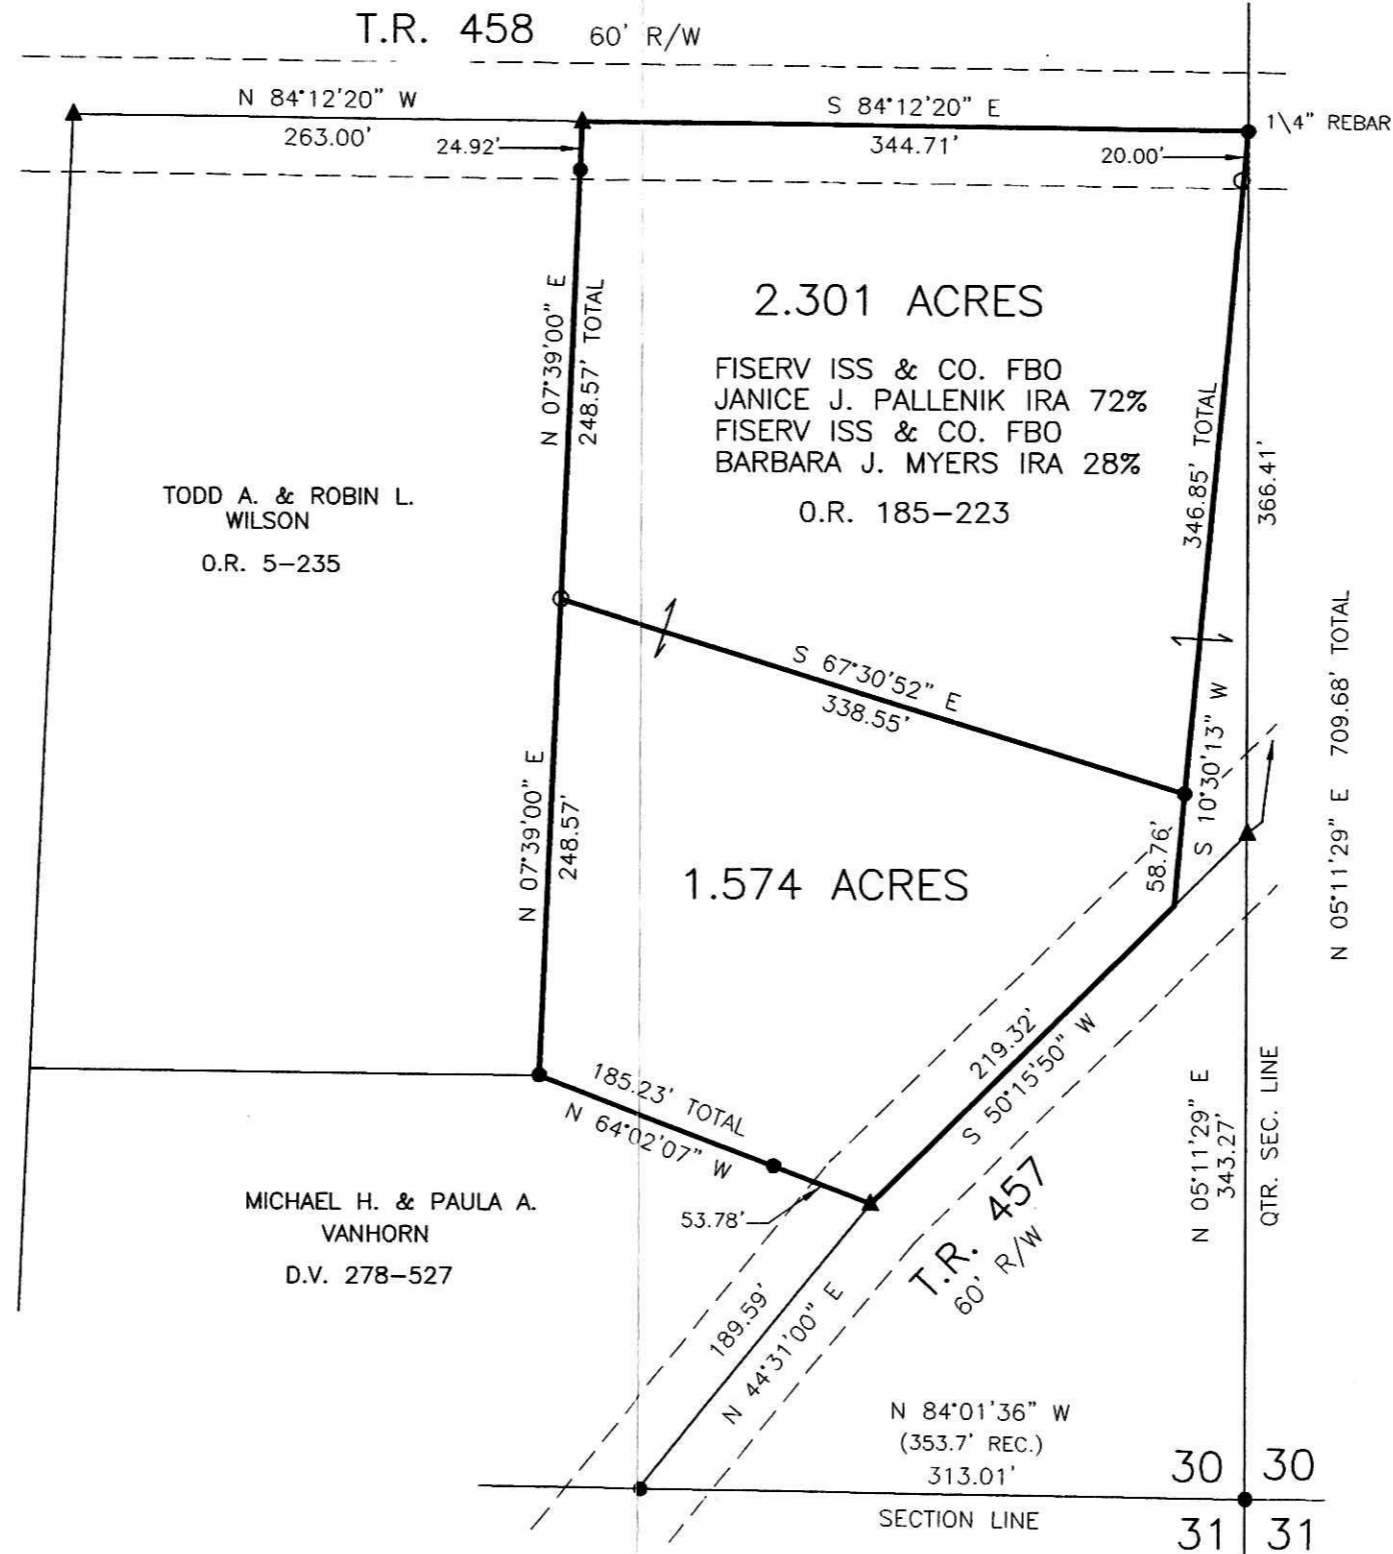 T.R. 458 60' R/W
N 84°12'20" W
263.00'
24.92'
S 84°12'20" E
344.71'
20.00'
1\4" REBAR
N 07°39'00" E
248.57' TOTAL
2.301 ACRES
FISERV ISS & CO. FBO
JANICE J. PALLENIK IRA 72%
FISERV ISS & CO. FBO
BARBARA J. MYERS IRA 28%
O.R. 185-223
346.85' TOTAL
366.41'
TODD A. & ROBIN L.
WILSON
O.R. 5-235
S 67°30'52" E
338.55'
S 10°30'13" W
58.76'
N 05°11'29" E 709.68' TOTAL
N 07°39'00" E
248.57'
1.574 ACRES
219.32'
S 50°15'50" W
185.23' TOTAL
N 64°02'07" W
53.78'
T.R. 457
60' R/W
N 05°11'29" E
343.27'
QTR. SEC. LINE
MICHAEL H. & PAULA A.
VANHORN
D.V. 278-527
189.59'
N 44°31'00" E
N 84°01'36" W
(353.7' REC.)
313.01'
SECTION LINE
30 30
31 31